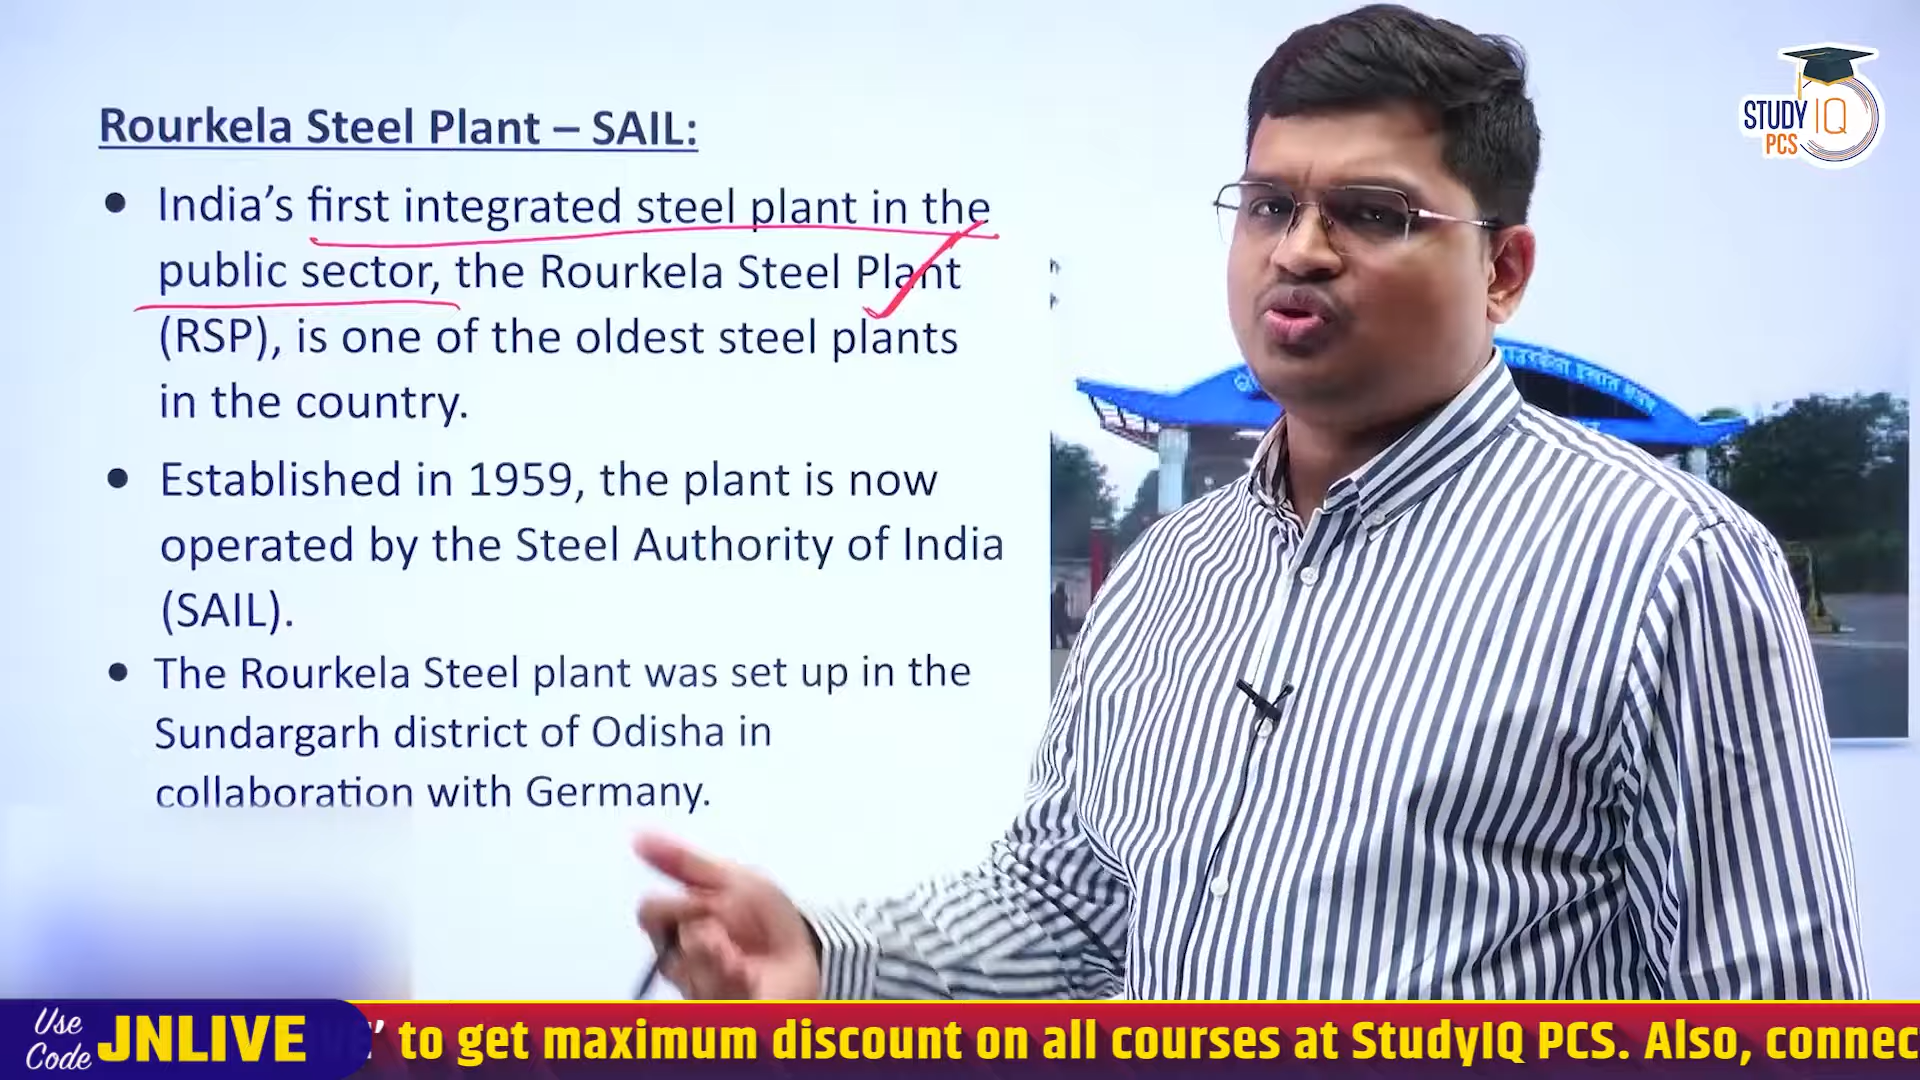 Rourkela Steel Plant – SAIL:
• India’s first integrated steel plant in the
public sector, the Rourkela Steel Plant
(RSP), is one of the oldest steel plants
in the country.
• Established in 1959, the plant is now
operated by the Steel Authority of India
(SAIL).
• The Rourkela Steel plant was set up in the
Sundargarh district of Odisha in
collaboration with Germany.
STUDY IQ
PCS
Use
Code JNLIVE
’ to get maximum discount on all courses at StudyIQ PCS. Also, connec